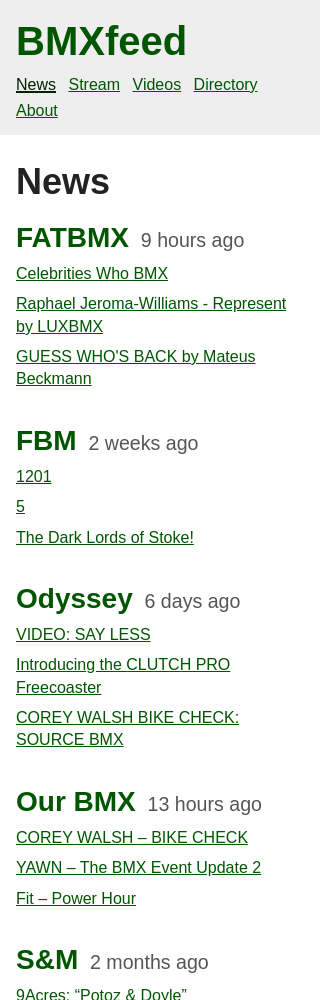 BMXfeed
News Stream Videos Directory
About
News
FATBMX 9 hours ago
Celebrities Who BMX
Raphael Jeroma-Williams - Represent
by LUXBMX
GUESS WHO'S BACK by Mateus
Beckmann
FBM 2 weeks ago
1201
5
The Dark Lords of Stoke!
Odyssey 6 days ago
VIDEO: SAY LESS
Introducing the CLUTCH PRO
Freecoaster
COREY WALSH BIKE CHECK:
SOURCE BMX
Our BMX 13 hours ago
COREY WALSH – BIKE CHECK
YAWN – The BMX Event Update 2
Fit – Power Hour
S&M 2 months ago
9Acres: “Potoz & Doyle”